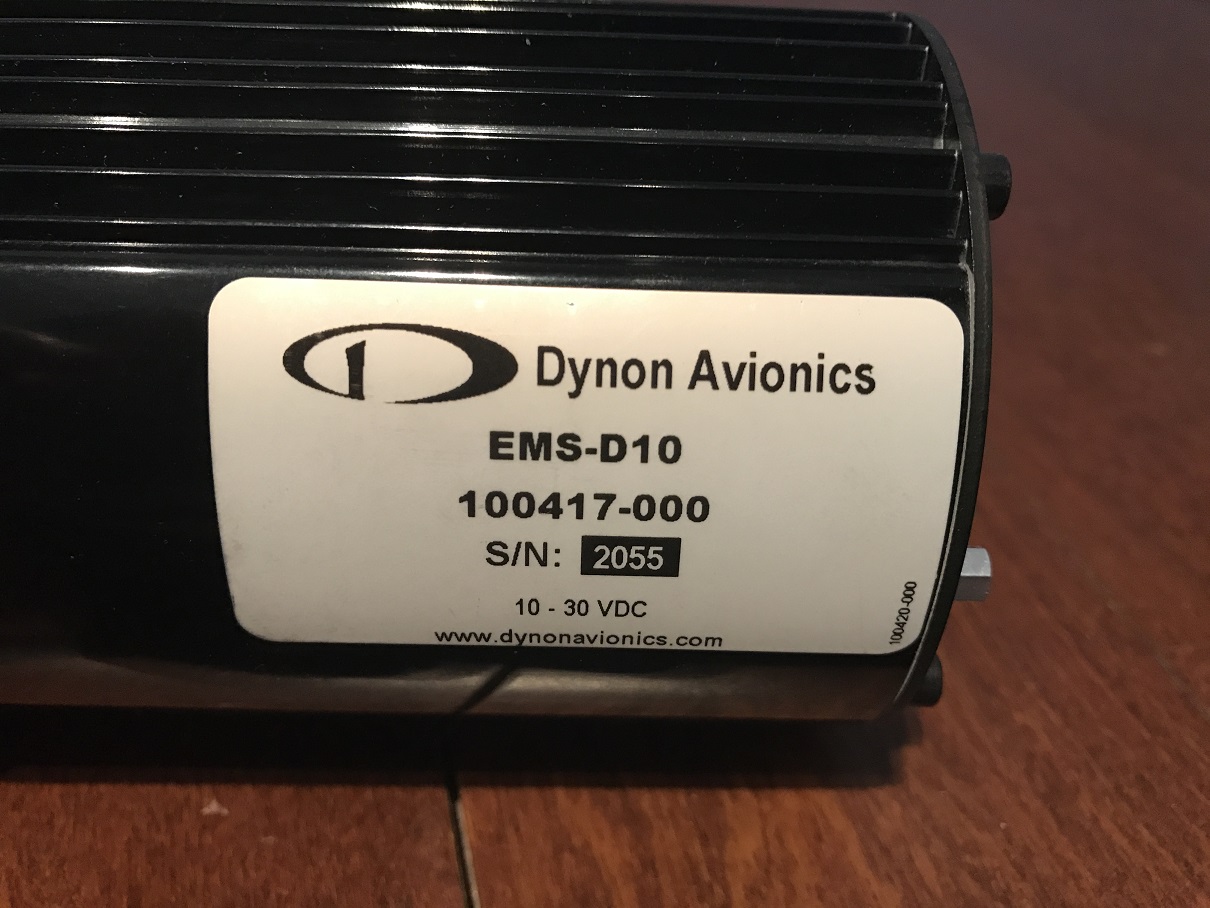 Dynon Avionics
EMS-D10
100417-000
S/N: 2055
10 - 30 VDC
www.dynonavionics.com
100420-000